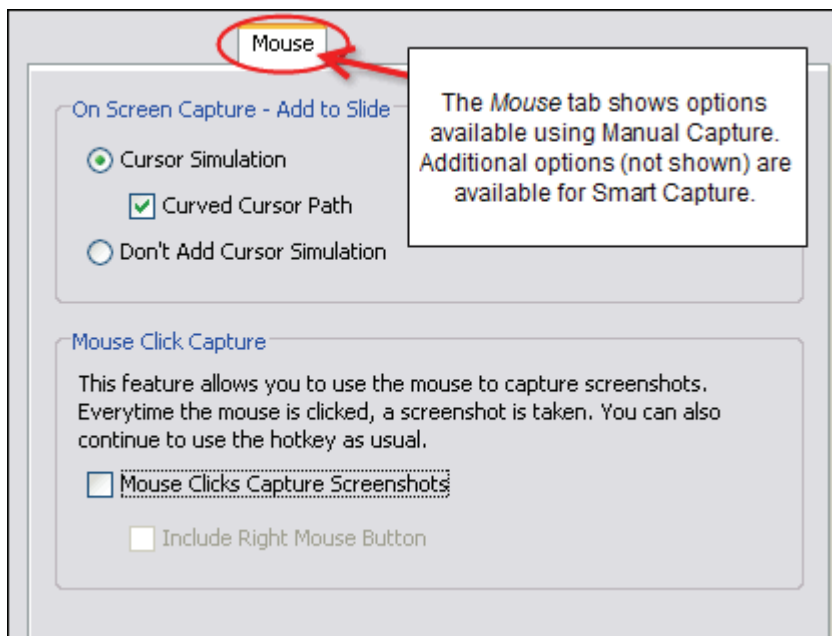 Mouse
The Mouse tab shows options
available using Manual Capture.
Additional options (not shown) are
available for Smart Capture.
On Screen Capture - Add to Slide
Cursor Simulation
Curved Cursor Path
Don't Add Cursor Simulation
Mouse Click Capture
This feature allows you to use the mouse to capture screenshots.
Everytime the mouse is clicked, a screenshot is taken. You can also
continue to use the hotkey as usual.
Mouse Clicks Capture Screenshots
Include Right Mouse Button